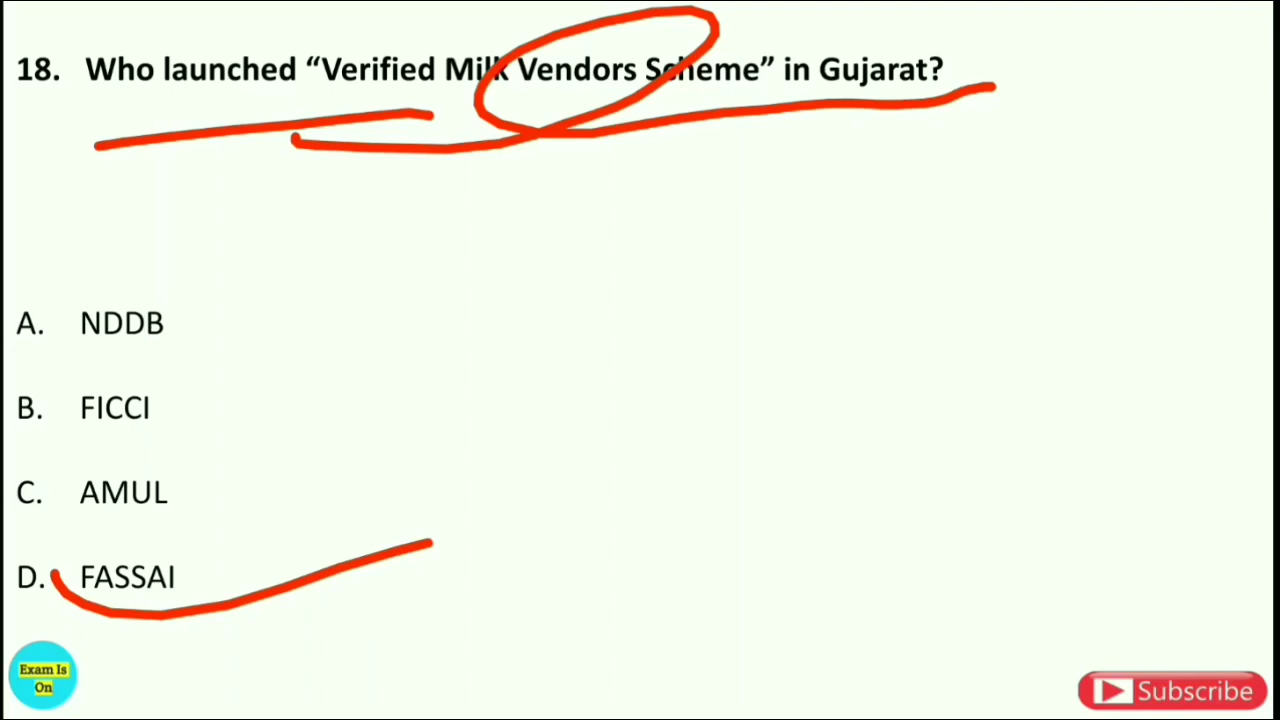 18. Who launched “Verified Milk Vendors Scheme” in Gujarat?
A. NDDB
B. FICCI
C. AMUL
D. FASSAI
Exam Is
On
Subscribe